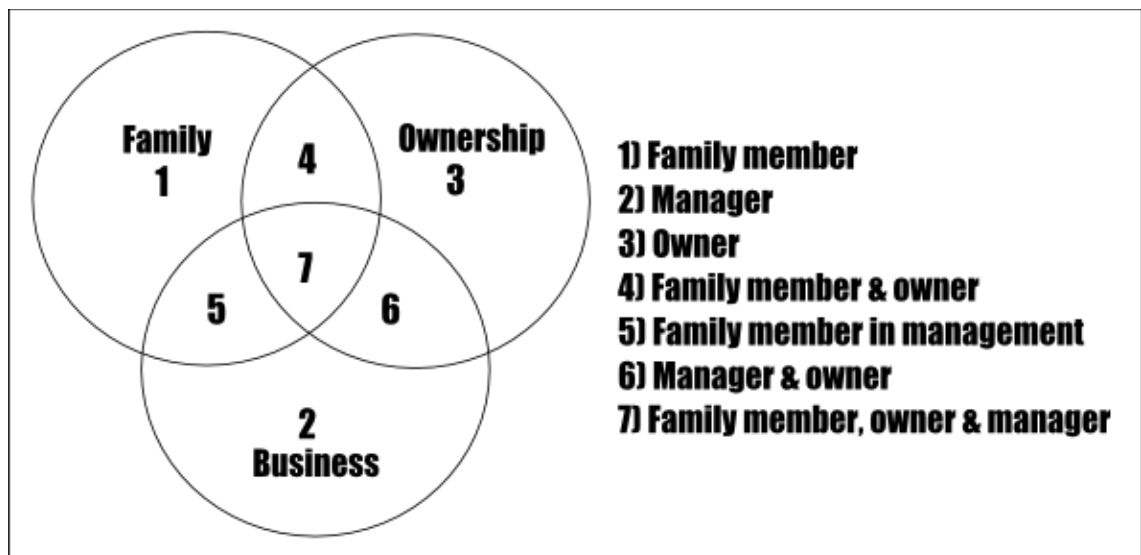 Family
1
4
Ownership
3
7
5
6
2
Business
1) Family member
2) Manager
3) Owner
4) Family member & owner
5) Family member in management
6) Manager & owner
7) Family member, owner & manager